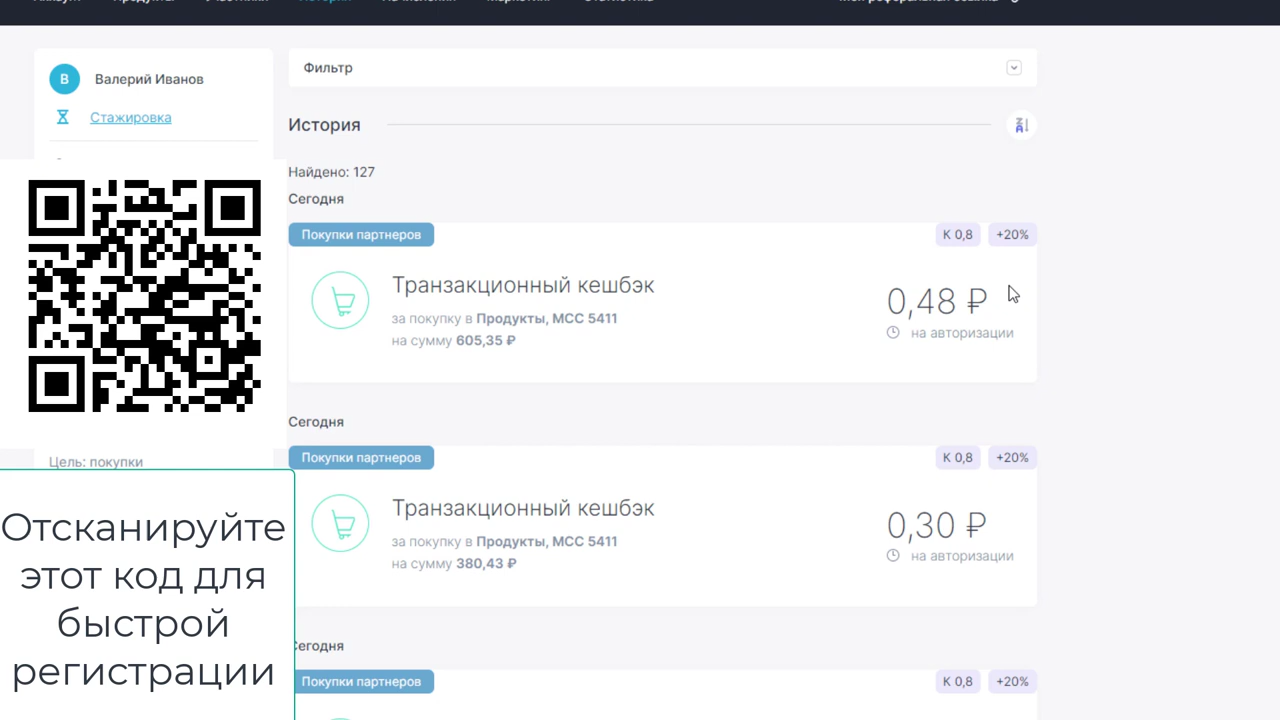 История
Фильтр
В Валерий Иванов
Стажировка
История
Найдено: 127
Сегодня
Покупки партнеров
К 0,8
+20%
Транзакционный кешбэк
за покупку в Продукты, МСС 5411
на сумму 605,35 ₽
0,48 ₽
на авторизации
Сегодня
Покупки партнеров
К 0,8
+20%
Транзакционный кешбэк
за покупку в Продукты, МСС 5411
на сумму 380,43 ₽
0,30 ₽
на авторизации
Сегодня
Покупки партнеров
К 0,8
+20%
Цель: покупки
Отсканируйте
этот код для
быстрой
регистрации